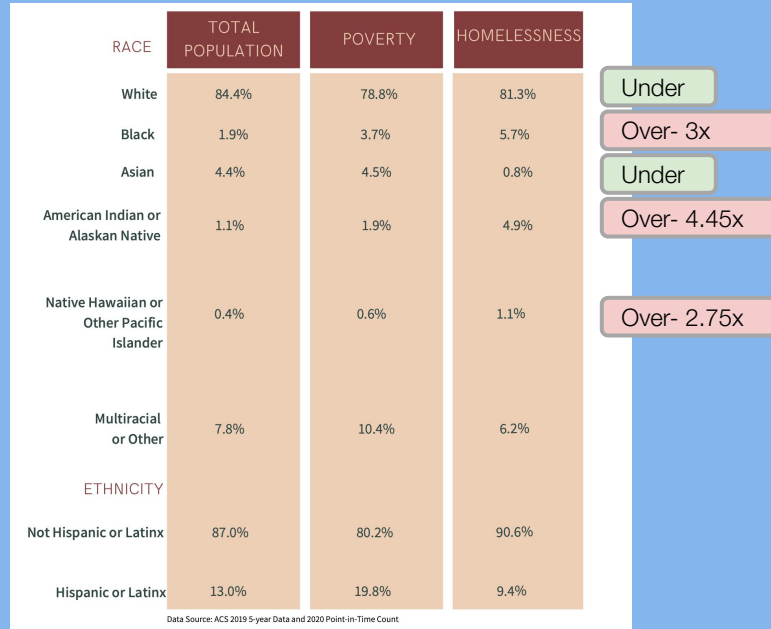 RACE
TOTAL
POPULATION
POVERTY
HOMELESSNESS
White 84.4% 78.8% 81.3% Under
Black 1.9% 3.7% 5.7% Over- 3x
Asian 4.4% 4.5% 0.8% Under
American Indian or
Alaskan Native
1.1% 1.9% 4.9% Over- 4.45x
Native Hawaiian or
Other Pacific
Islander
0.4% 0.6% 1.1% Over- 2.75x
Multiracial
or Other
7.8% 10.4% 6.2%
ETHNICITY
Not Hispanic or Latinx 87.0% 80.2% 90.6%
Hispanic or Latinx 13.0% 19.8% 9.4%
Data Source: ACS 2019 5-year Data and 2020 Point-in-Time Count